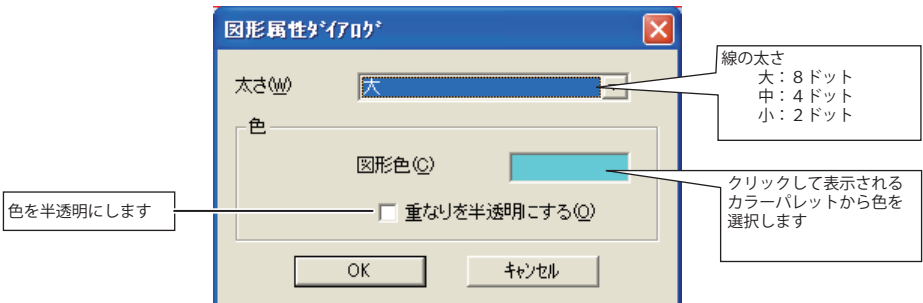 図形属性ﾀﾞｲｱﾛｸﾞ
太さ(W)
大
線の太さ
大：８ドット
中：４ドット
小：２ドット
色
図形色(C)
クリックして表示される
カラーパレットから色を
選択します
色を半透明にします
重なりを半透明にする(O)
OK
ｷｬﾝｾﾙ